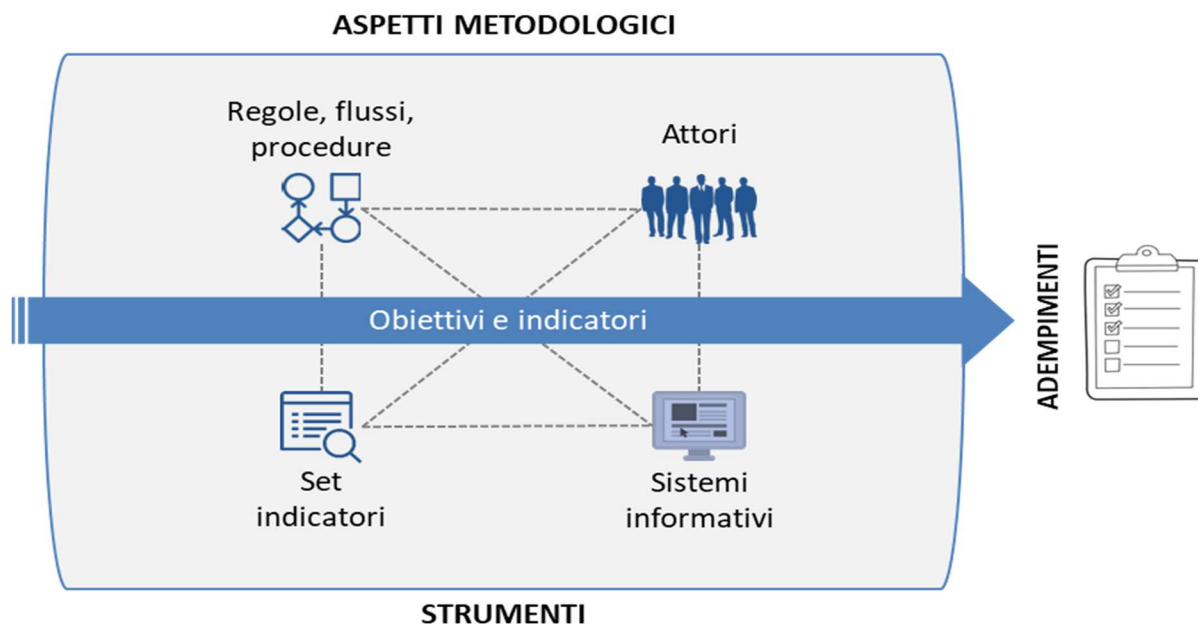 ASPETTI METODOLOGICI
Regole, flussi,
procedure
Attori
Obiettivi e indicatori
ADEMPIMENTI
Set
indicatori
Sistemi
informativi
STRUMENTI